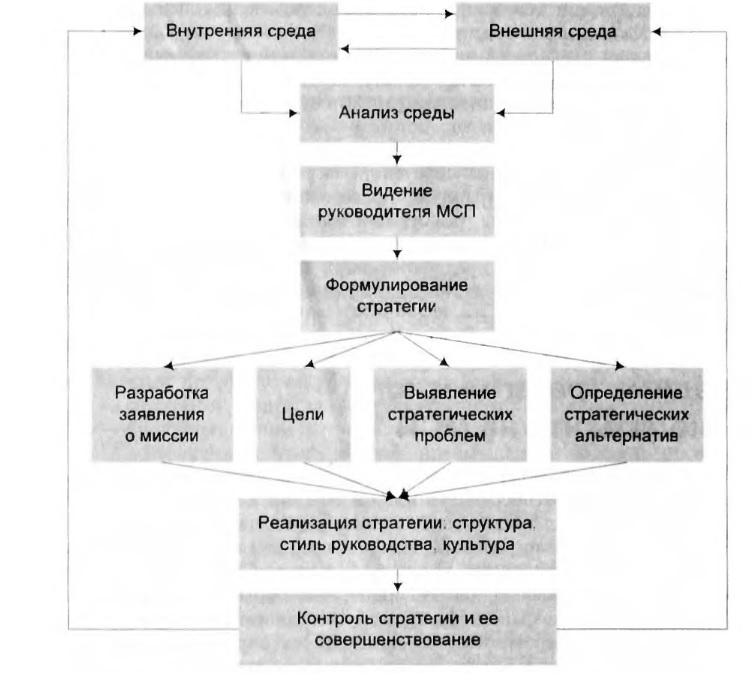 Внутренняя среда
Внешняя среда
Анализ среды
Видение
руководителя МСП
Формулирование
стратегии
Разработка
заявления
о миссии
Цели
Выявление
стратегических
проблем
Определение
стратегических
альтернатив
Реализация стратегии: структура,
стиль руководства, культура
Контроль стратегии и ее
совершенствование